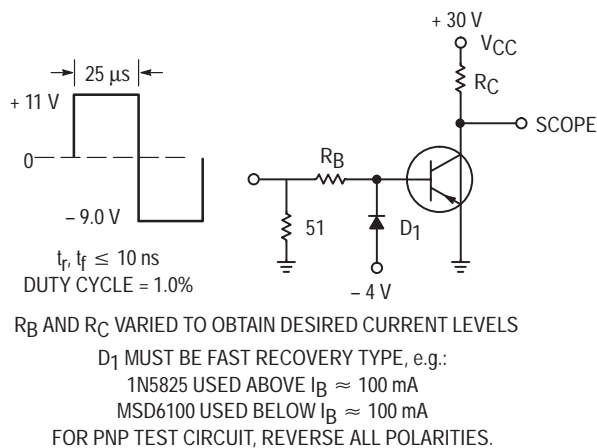 + 30 V
VCC
25 µs
RC
+ 11 V
SCOPE
RB
0
51
D1
– 9.0 V
– 4 V
tr, tf ≤ 10 ns
DUTY CYCLE = 1.0%
RB AND RC VARIED TO OBTAIN DESIRED CURRENT LEVELS
D1 MUST BE FAST RECOVERY TYPE, e.g.:
1N5825 USED ABOVE IB ≈ 100 mA
MSD6100 USED BELOW IB ≈ 100 mA
FOR PNP TEST CIRCUIT, REVERSE ALL POLARITIES.